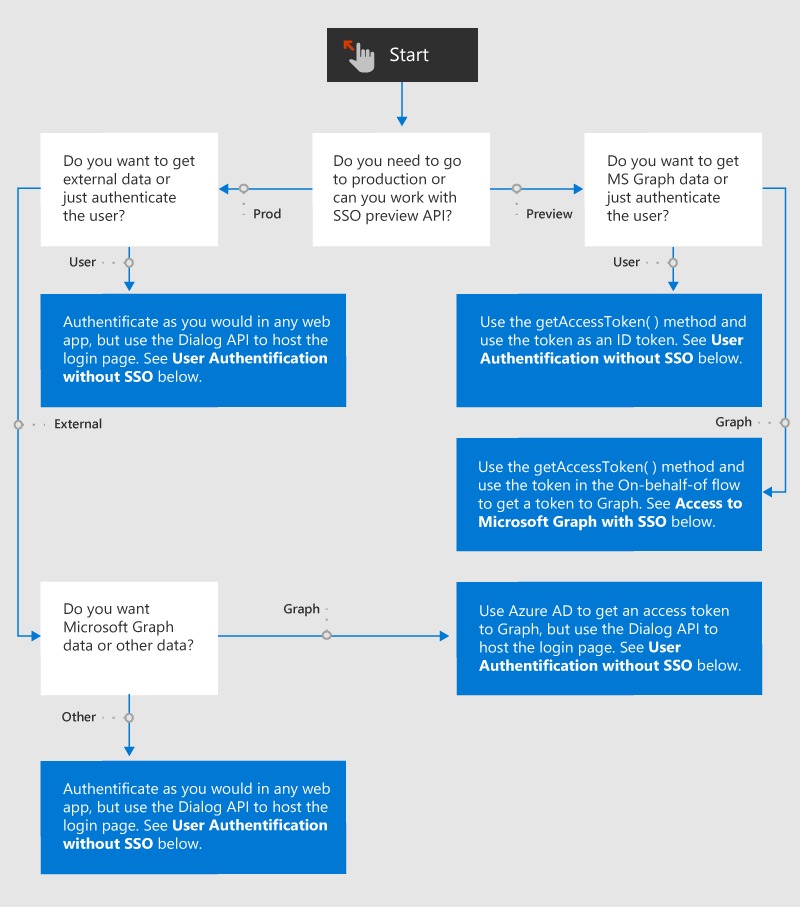 Start
Do you want to get
external data or
just authenticate
the user?
Prod
Do you need to go
to production or
can you work with
SSO preview API?
Preview
Do you want to get
MS Graph data or
just authenticate
the user?
User
User
Authentificate as you would in any web
app, but use the Dialog API to host the
login page. See User Authentification
without SSO below.
Use the getAccessToken( ) method and
use the token as an ID token. See User
Authentification without SSO below.
External
Graph
Use the getAccessToken( ) method and
use the token in the On-behalf-of flow
to get a token to Graph. See Access to
Microsoft Graph with SSO below.
Do you want
Microsoft Graph
data or other data?
Graph
Use Azure AD to get an access token
to Graph, but use the Dialog API to
host the login page. See User
Authentification without SSO below.
Other
Authentificate as you would in any web
app, but use the Dialog API to host the
login page. See User Authentification
without SSO below.